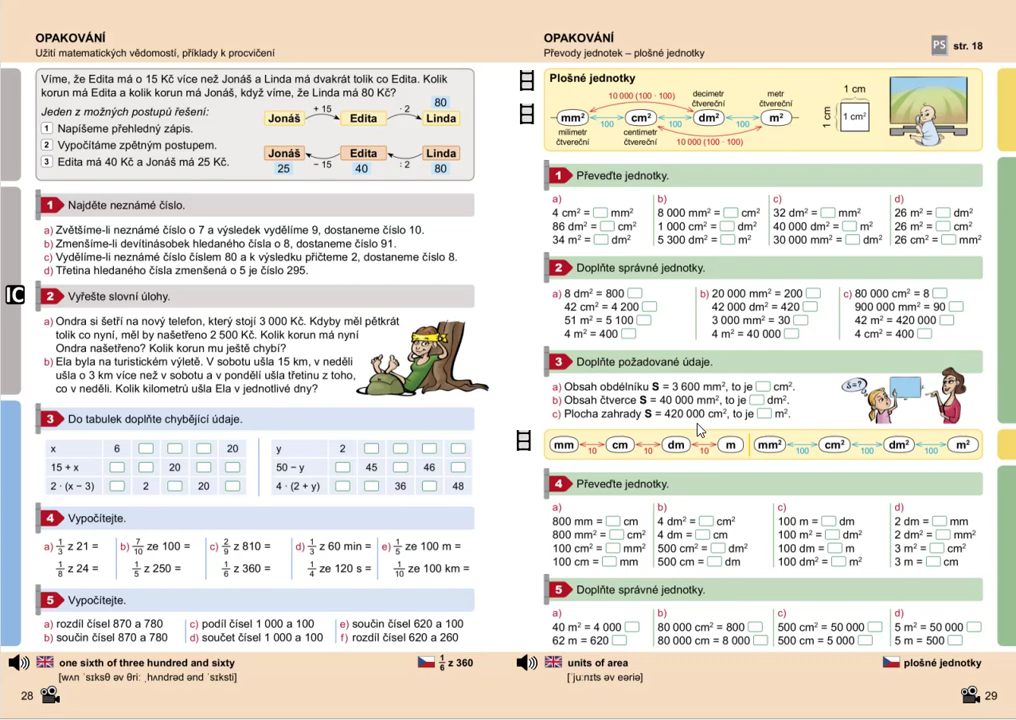 OPAKOVÁNÍ
Užití matematických vědomostí, příklady k procvičení
Víme, že Edita má o 15 Kč více než Jonáš a Linda má dvakrát tolik co Edita. Kolik
korun má Edita a kolik korun má Jonáš, když víme, že Linda má 80 Kč?
Jeden z možných postupů řešení:
1 Napíšeme přehledný zápis.
2 Vypočítáme zpětným postupem.
3 Edita má 40 Kč a Jonáš má 25 Kč.
80
+ 15 · 2
Jonáš Edita Linda
Jonáš Edita Linda
– 15 : 2
25 40 80
1 Najděte neznámé číslo.
a) Zvětšíme-li neznámé číslo o 7 a výsledek vydělíme 9, dostaneme číslo 10.
b) Zmenšíme-li devítinásobek hledaného čísla o 8, dostaneme číslo 91.
c) Vydělíme-li neznámé číslo číslem 80 a k výsledku přičteme 2, dostaneme číslo 8.
d) Třetina hledaného čísla zmenšená o 5 je číslo 295.
IC
2 Vyřešte slovní úlohy.
a) Ondra si šetří na nový telefon, který stojí 3 000 Kč. Kdyby měl pětkrát
tolik co nyní, měl by našetřeno 2 500 Kč. Kolik korun má nyní
Ondra našetřeno? Kolik korun mu ještě chybí?
b) Ela byla na turistickém výletě. V sobotu ušla 15 km, v neděli
ušla o 3 km více než v sobotu a v pondělí ušla třetinu z toho,
co v neděli. Kolik kilometrů ušla Ela v jednotlivé dny?
3 Do tabulek doplňte chybějící údaje.
x 6 20
15 + x 20
2 · (x − 3) 2 20
y 2
50 − y 45 46
4 · (2 + y) 36 48
4 Vypočítejte.
a) 1/3 z 21 = b) 7/10 ze 100 = c) 2/9 z 810 = d) 1/3 z 60 min = e) 1/5 ze 100 m =
1/8 z 24 = 1/5 z 250 = 1/6 z 360 = 1/4 ze 120 s = 1/10 ze 100 km =
5 Vypočítejte.
a) rozdíl čísel 870 a 780 c) podíl čísel 1 000 a 100 e) součin čísel 620 a 100
b) součin čísel 870 a 780 d) součet čísel 1 000 a 100 f) rozdíl čísel 620 a 260
one sixth of three hundred and sixty 1/6 z 360
[wʌn ˈsɪksθ əv θriː ˌhʌndrəd ənd ˈsɪksti]
28
OPAKOVÁNÍ
Převody jednotek – plošné jednotky
PS str. 18
Plošné jednotky
10 000 (100 · 100) decimetr čtvereční metr čtvereční
mm² cm² dm² m²
100 100 100
milimetr čtvereční centimetr čtvereční 10 000 (100 · 100)
1 cm
1 cm
1 cm²
1 Převeďte jednotky.
a) b) c) d)
4 cm² = mm² 8 000 mm² = cm² 32 dm² = mm² 26 m² = dm²
86 dm² = cm² 1 000 cm² = dm² 40 000 dm² = m² 26 m² = cm²
34 m² = dm² 5 300 dm² = m² 30 000 mm² = dm² 26 cm² = mm²
2 Doplňte správné jednotky.
a) 8 dm² = 800 b) 20 000 mm² = 200 c) 80 000 cm² = 8
42 cm² = 4 200 42 000 dm² = 420 900 000 mm² = 90
51 m² = 5 100 3 000 mm² = 30 42 m² = 420 000
4 m² = 400 4 m² = 40 000 4 cm² = 400
3 Doplňte požadované údaje.
a) Obsah obdélníku S = 3 600 mm², to je cm².
b) Obsah čtverce S = 40 000 mm², to je dm².
c) Plocha zahrady S = 420 000 cm², to je m².
S=?
mm cm dm m mm² cm² dm² m²
10 10 10 100 100 100
4 Převeďte jednotky.
a) b) c) d)
800 mm = cm 4 dm² = cm² 100 m = dm 2 dm = mm
800 mm² = cm² 4 dm = cm 100 m² = dm² 2 dm² = mm²
100 cm² = mm² 500 cm² = dm² 100 dm = m 3 m² = cm²
100 cm = mm 500 cm = dm 100 dm² = m² 3 m = cm
5 Doplňte správné jednotky.
a) b) c) d)
40 m² = 4 000 80 000 cm² = 800 500 cm² = 50 000 5 m² = 50 000
62 m = 620 80 000 cm = 8 000 500 cm = 5 000 5 m = 500
units of area plošné jednotky
[ˈjuːnɪts əv eəriə]
29